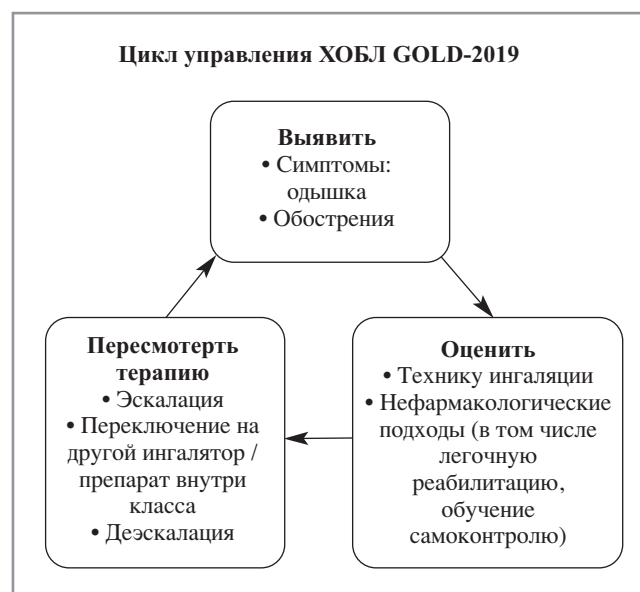 Цикл управления ХОБЛ GOLD-2019
Выявить
• Симптомы:
одышка
• Обострения
Оценить
• Технику ингаляции
• Нефармакологические
подходы (в том числе
легочную
реабилитацию,
обучение
самоконтролю)
Пересмотерть
терапию
• Эскалация
• Переключение на
другой ингалятор /
препарат внутри
класса
• Деэскалация